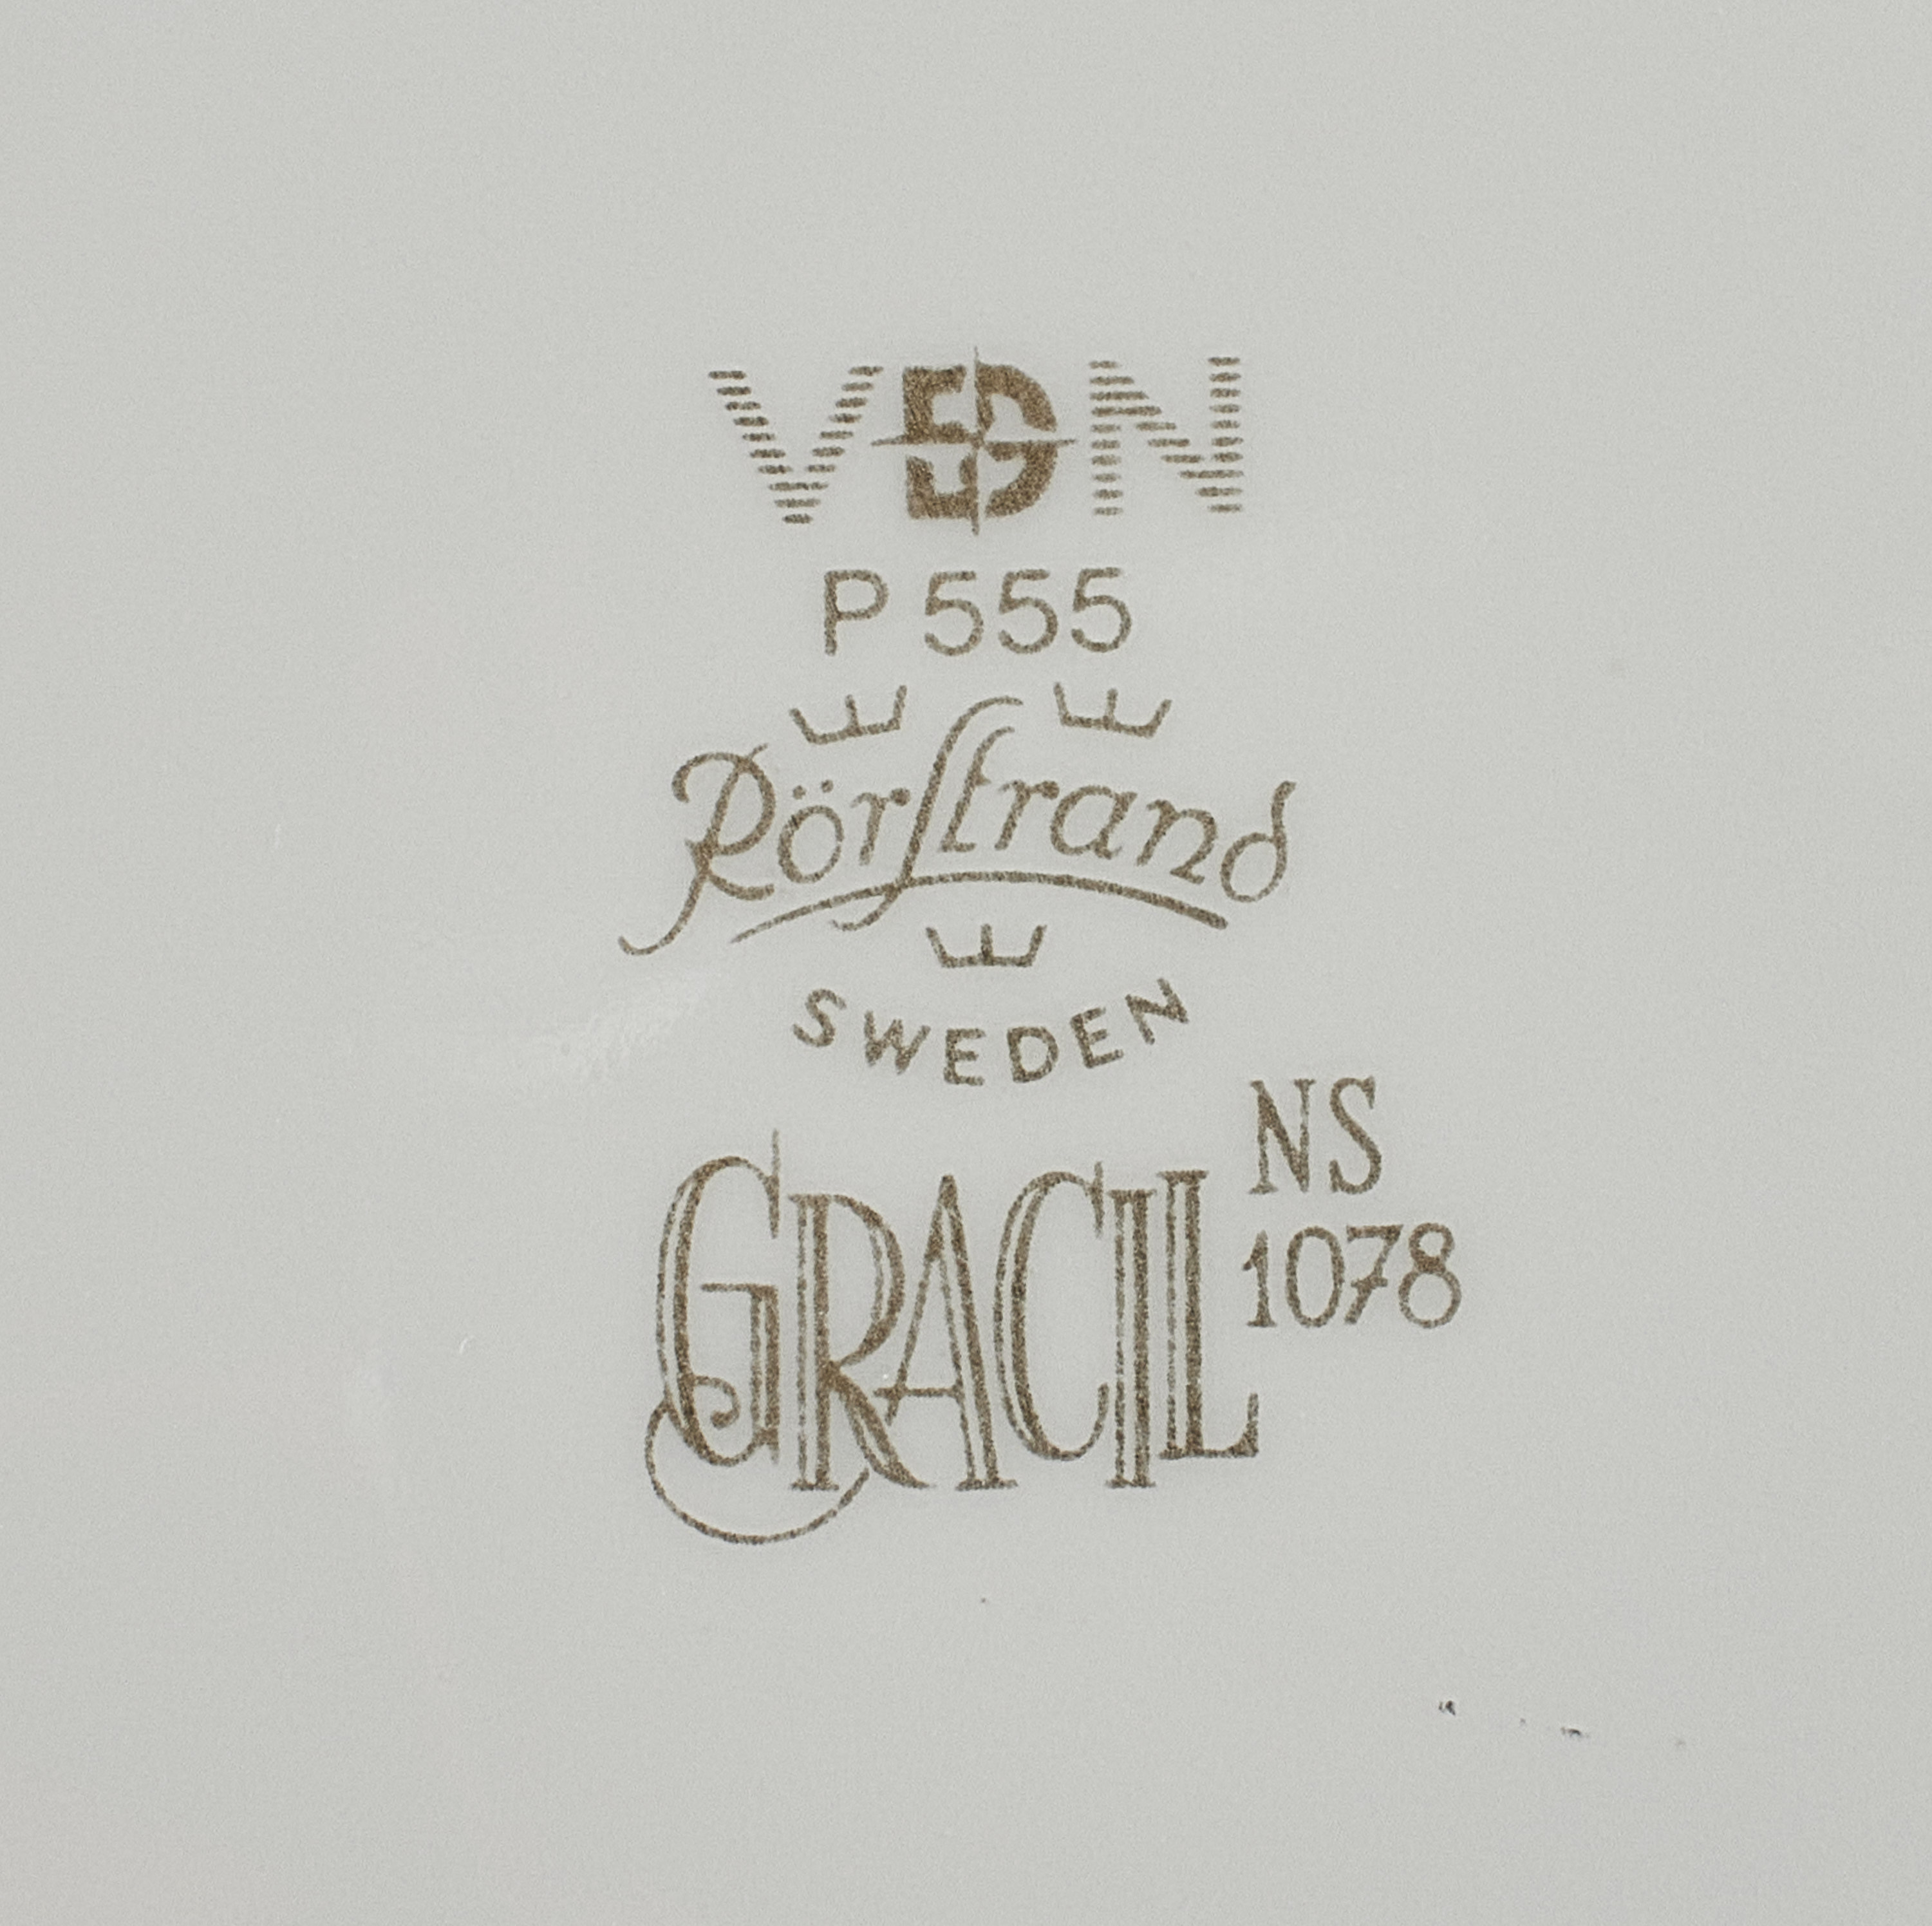 VDN
P 555
Rörstrand
SWEDEN
GRACIL
NS
1078